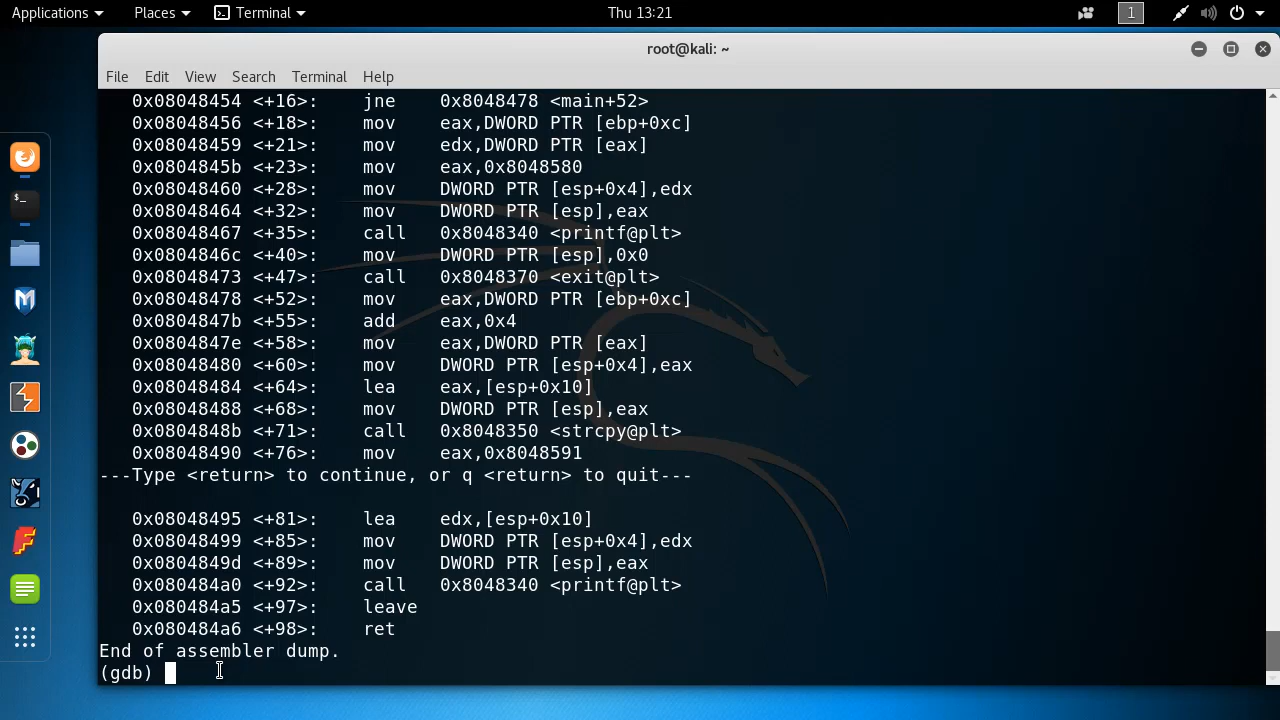 Applications Places Terminal Thu 13:21 1
root@kali: ~
File Edit View Search Terminal Help
0x08048454 <+16>: jne 0x8048478 <main+52>
0x08048456 <+18>: mov eax,DWORD PTR [ebp+0xc]
0x08048459 <+21>: mov edx,DWORD PTR [eax]
0x0804845b <+23>: mov eax,0x8048580
0x08048460 <+28>: mov DWORD PTR [esp+0x4],edx
0x08048464 <+32>: mov DWORD PTR [esp],eax
0x08048467 <+35>: call 0x8048340 <printf@plt>
0x0804846c <+40>: mov DWORD PTR [esp],0x0
0x08048473 <+47>: call 0x8048370 <exit@plt>
0x08048478 <+52>: mov eax,DWORD PTR [ebp+0xc]
0x0804847b <+55>: add eax,0x4
0x0804847e <+58>: mov eax,DWORD PTR [eax]
0x08048480 <+60>: mov DWORD PTR [esp+0x4],eax
0x08048484 <+64>: lea eax,[esp+0x10]
0x08048488 <+68>: mov DWORD PTR [esp],eax
0x0804848b <+71>: call 0x8048350 <strcpy@plt>
0x08048490 <+76>: mov eax,0x8048591
---Type <return> to continue, or q <return> to quit---
0x08048495 <+81>: lea edx,[esp+0x10]
0x08048499 <+85>: mov DWORD PTR [esp+0x4],edx
0x0804849d <+89>: mov DWORD PTR [esp],eax
0x080484a0 <+92>: call 0x8048340 <printf@plt>
0x080484a5 <+97>: leave
0x080484a6 <+98>: ret
End of assembler dump.
(gdb)